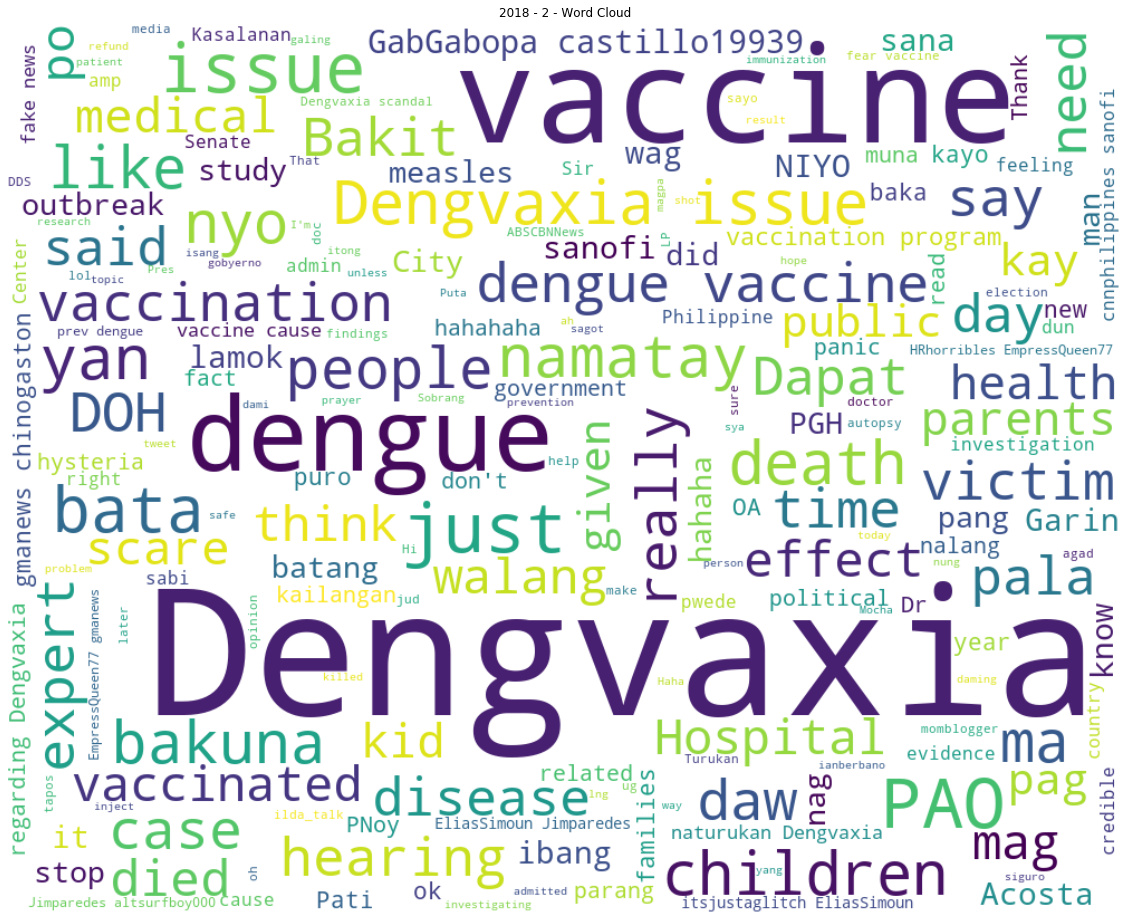 2018 - 2 - Word Cloud
media
Kasalanan
galing
refund
po
issue
GabGabopa castillo19939
sana
need
patient
immunization
fear vaccine
fake news
amp
vaccine
Thank
cnnphilippines sanofi
Dengvaxia scandal
sayo
medical
Bakit
result
Senate
wag
NIYO
muna
kayo
like
study
That
measles
Sir
feeling
DDS
outbreak
Dengvaxia issue
magpa
shot
baka
say
man
research
nyo
I'm
doc
ABSCBNNews
LP
vaccination program
said
isang
itong
sanofi
did
kay
gobyerno
admin
City
hope
read
lol
topic
Pres
unless
Puta
dengue vaccine
election
vaccination
Philippine
public
day
new
prev dengue
vaccine cause
findings
hahahaha
ah
sagot
dun
gmanews chinogaston Center
yan
lamok
people
namatay
panic
HRhorribles EmpressQueen77
fact
government
Dapat
health
DOH
dami
prayer
Sobrang
prevention
sure
doctor
parents
dengue
PGH
autopsy
tweet
sya
investigation
hysteria
help
given
really
hahaha
death
right
puro
don't
victim
bata
safe
think
just
OA
time
pang
Garin
scare
Hi
today
problem
batang
walang
person
effect
nalang
agad
sabi
kailangan
jud
make
nung
pala
regarding Dengvaxia
expert
EmpressQueen77 gmanews
later
opinion
Dengvaxia
pwede
political
Mocha
Dr
know
year
killed
Haha
daming
country
bakuna
kid
Hospital
momblogger
ma
evidence
Turukan
ianberbano
tapos
vaccinated
inject
disease
related
ug
lng
families
way
daw
nag
PAO
pag
credible
it
case
ilda_talk
PNoy
EliasSimoun Jimparedes
naturukan Dengvaxia
stop
died
oh
hearing
ibang
children
yang
mag
siguro
Jimparedes altsurfboy000
cause
Pati
ok
admitted
investigating
parang
itsjustaglitch EliasSimoun
Acosta